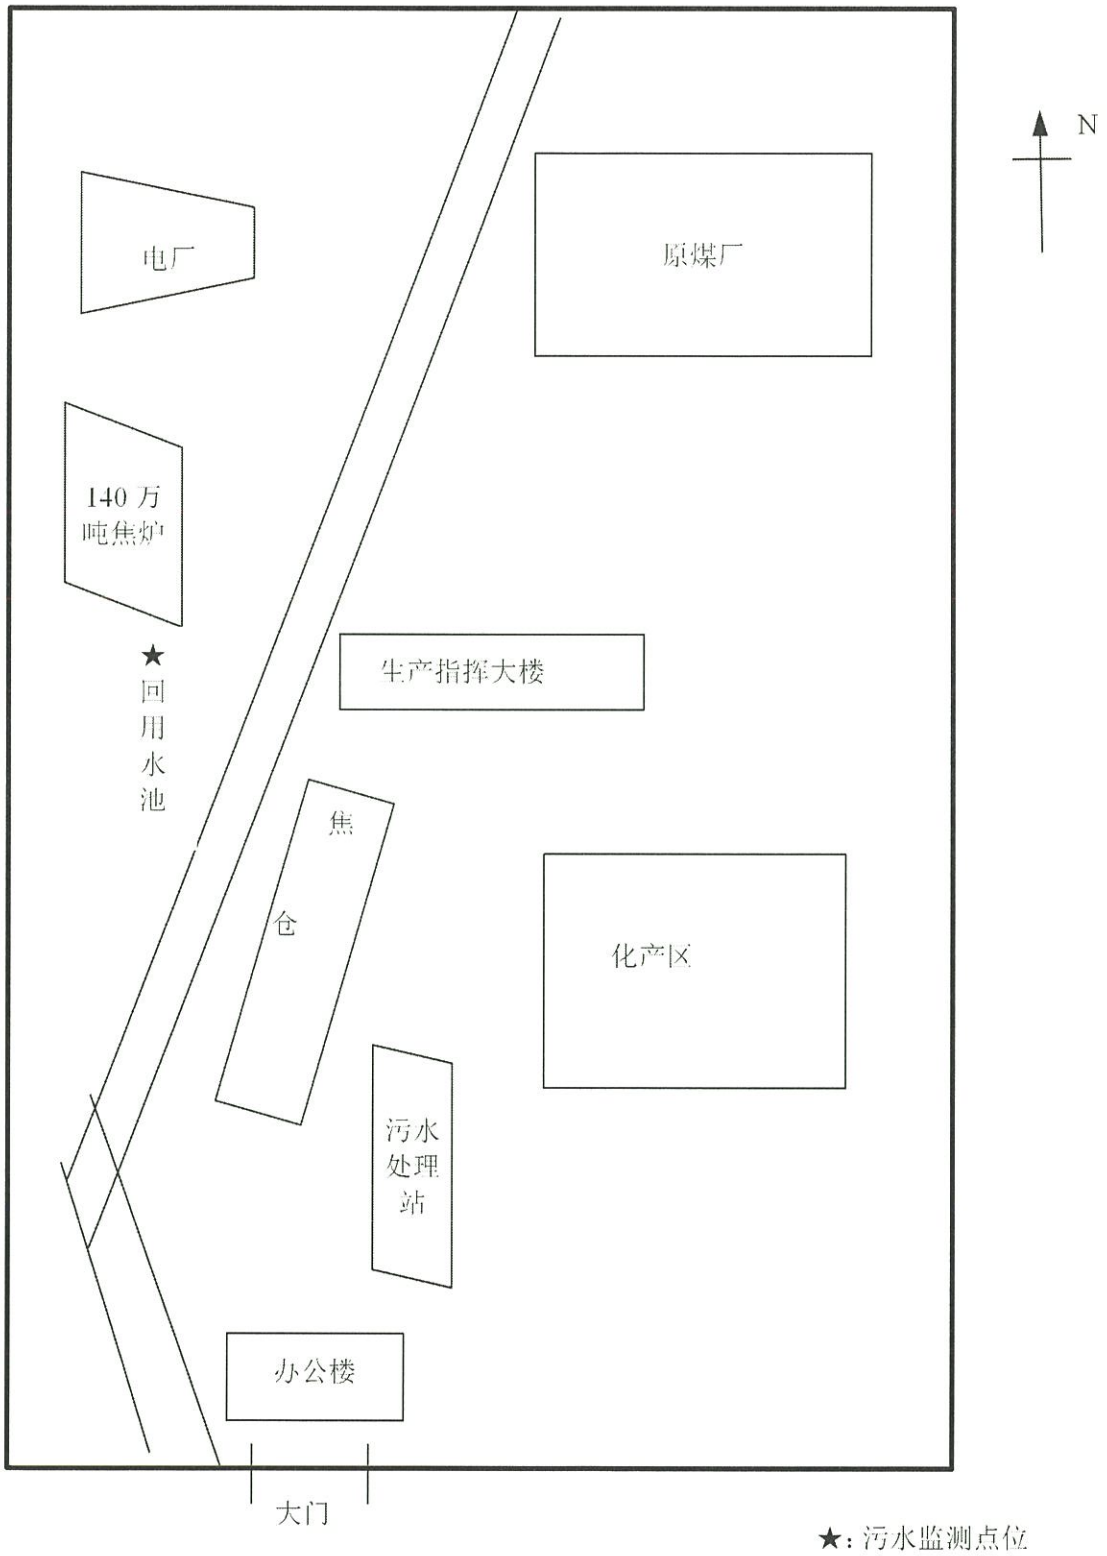 N
电厂
原煤厂
140 万
吨焦炉
★
回
用
水
池
生产指挥大楼
焦
仓
化产区
污水
处理
站
办公楼
大门
★: 污水监测点位